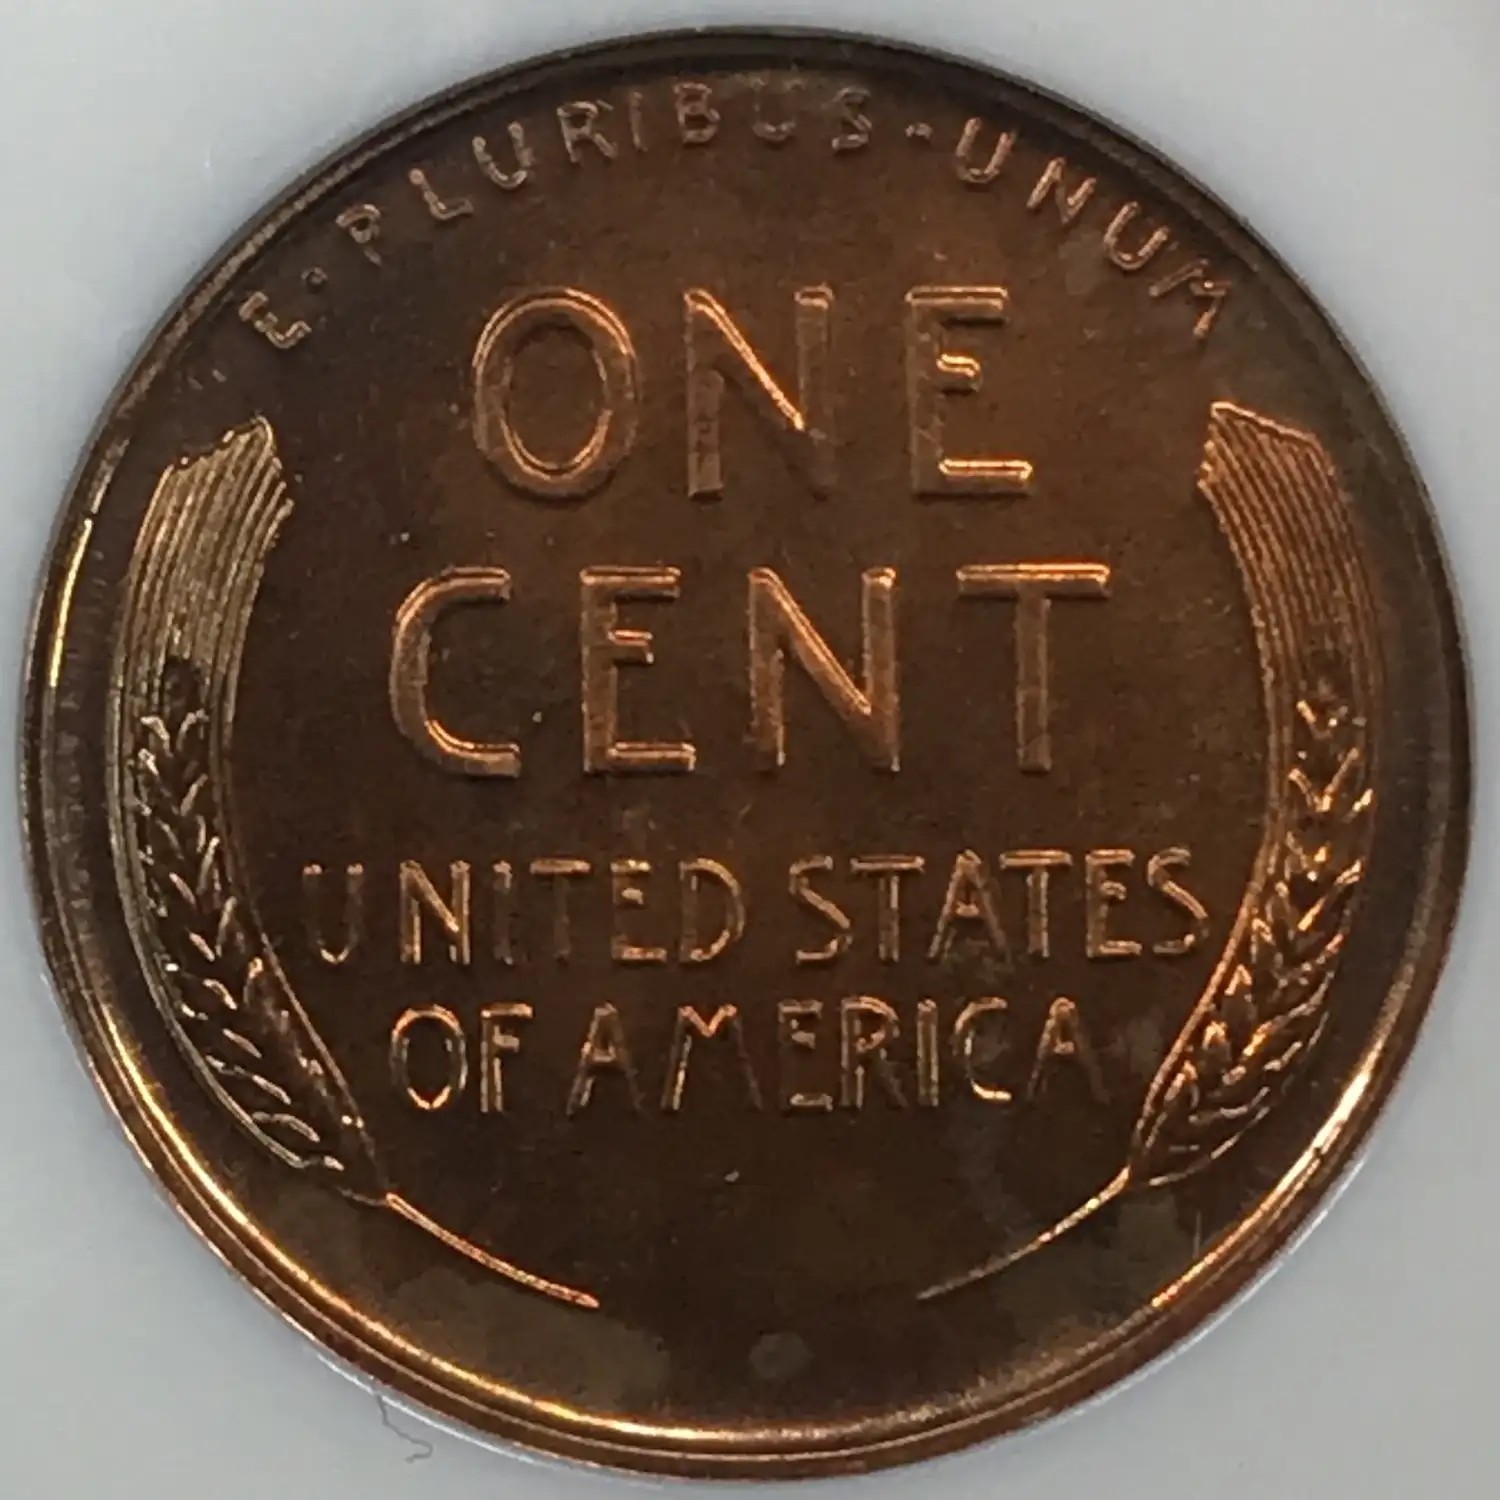 E·PLURIBUS·UNUM
ONE
CENT
UNITED STATES
OF AMERICA